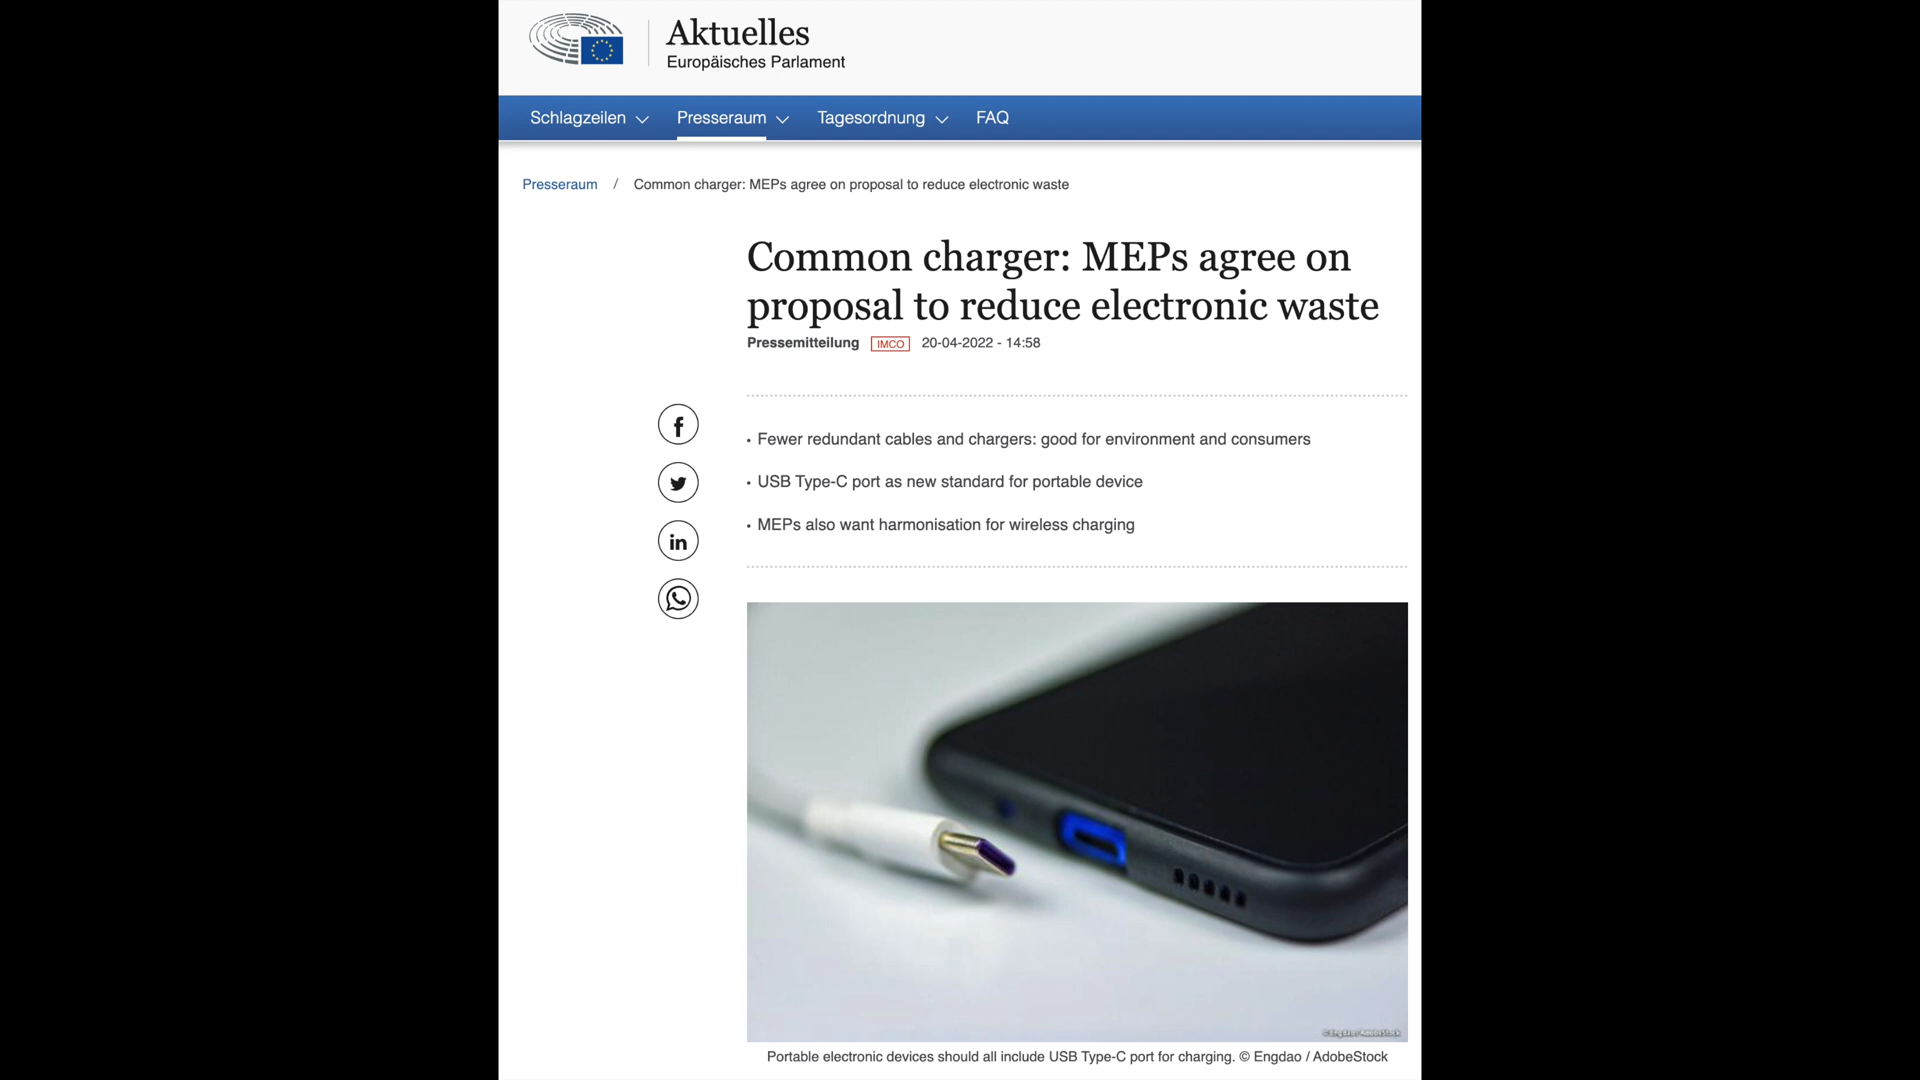 Aktuelles
Europäisches Parlament
Schlagzeilen
Presseraum
Tagesordnung
FAQ
Presseraum / Common charger: MEPs agree on proposal to reduce electronic waste
Common charger: MEPs agree on
proposal to reduce electronic waste
Pressemitteilung IMCO 20-04-2022 - 14:58
• Fewer redundant cables and chargers: good for environment and consumers
• USB Type-C port as new standard for portable device
• MEPs also want harmonisation for wireless charging
© Engdao / AdobeStock
Portable electronic devices should all include USB Type-C port for charging. © Engdao / AdobeStock